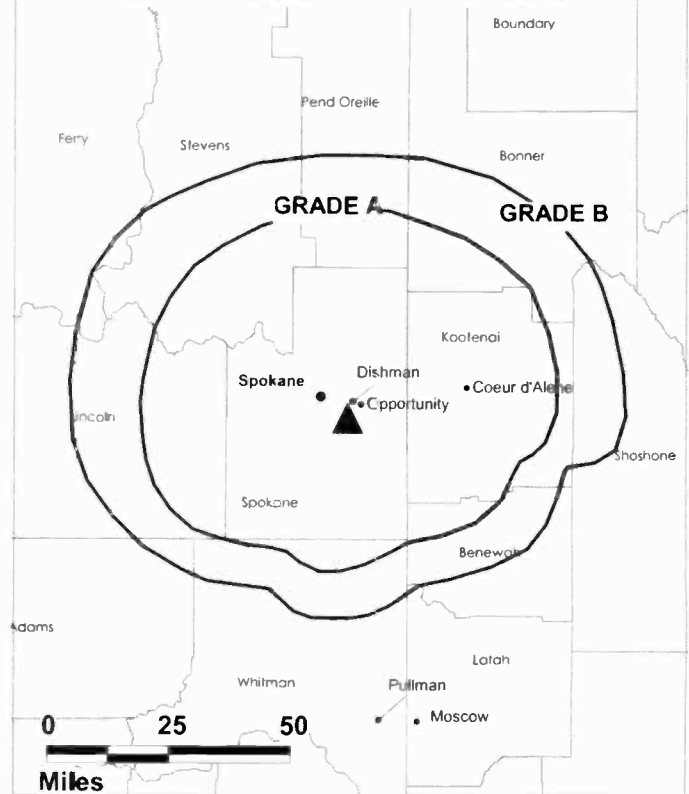 Boundary
Pend Oreille
Ferry
Stevens
Bonner
GRADE A
GRADE B
Kootenai
Dishman
Spokane
Coeur d'Alene
Opportunity
Lincoln
Shoshone
Spokane
Benewah
Adams
Latah
Whitman
Pullman
Moscow
0 25 50
Miles